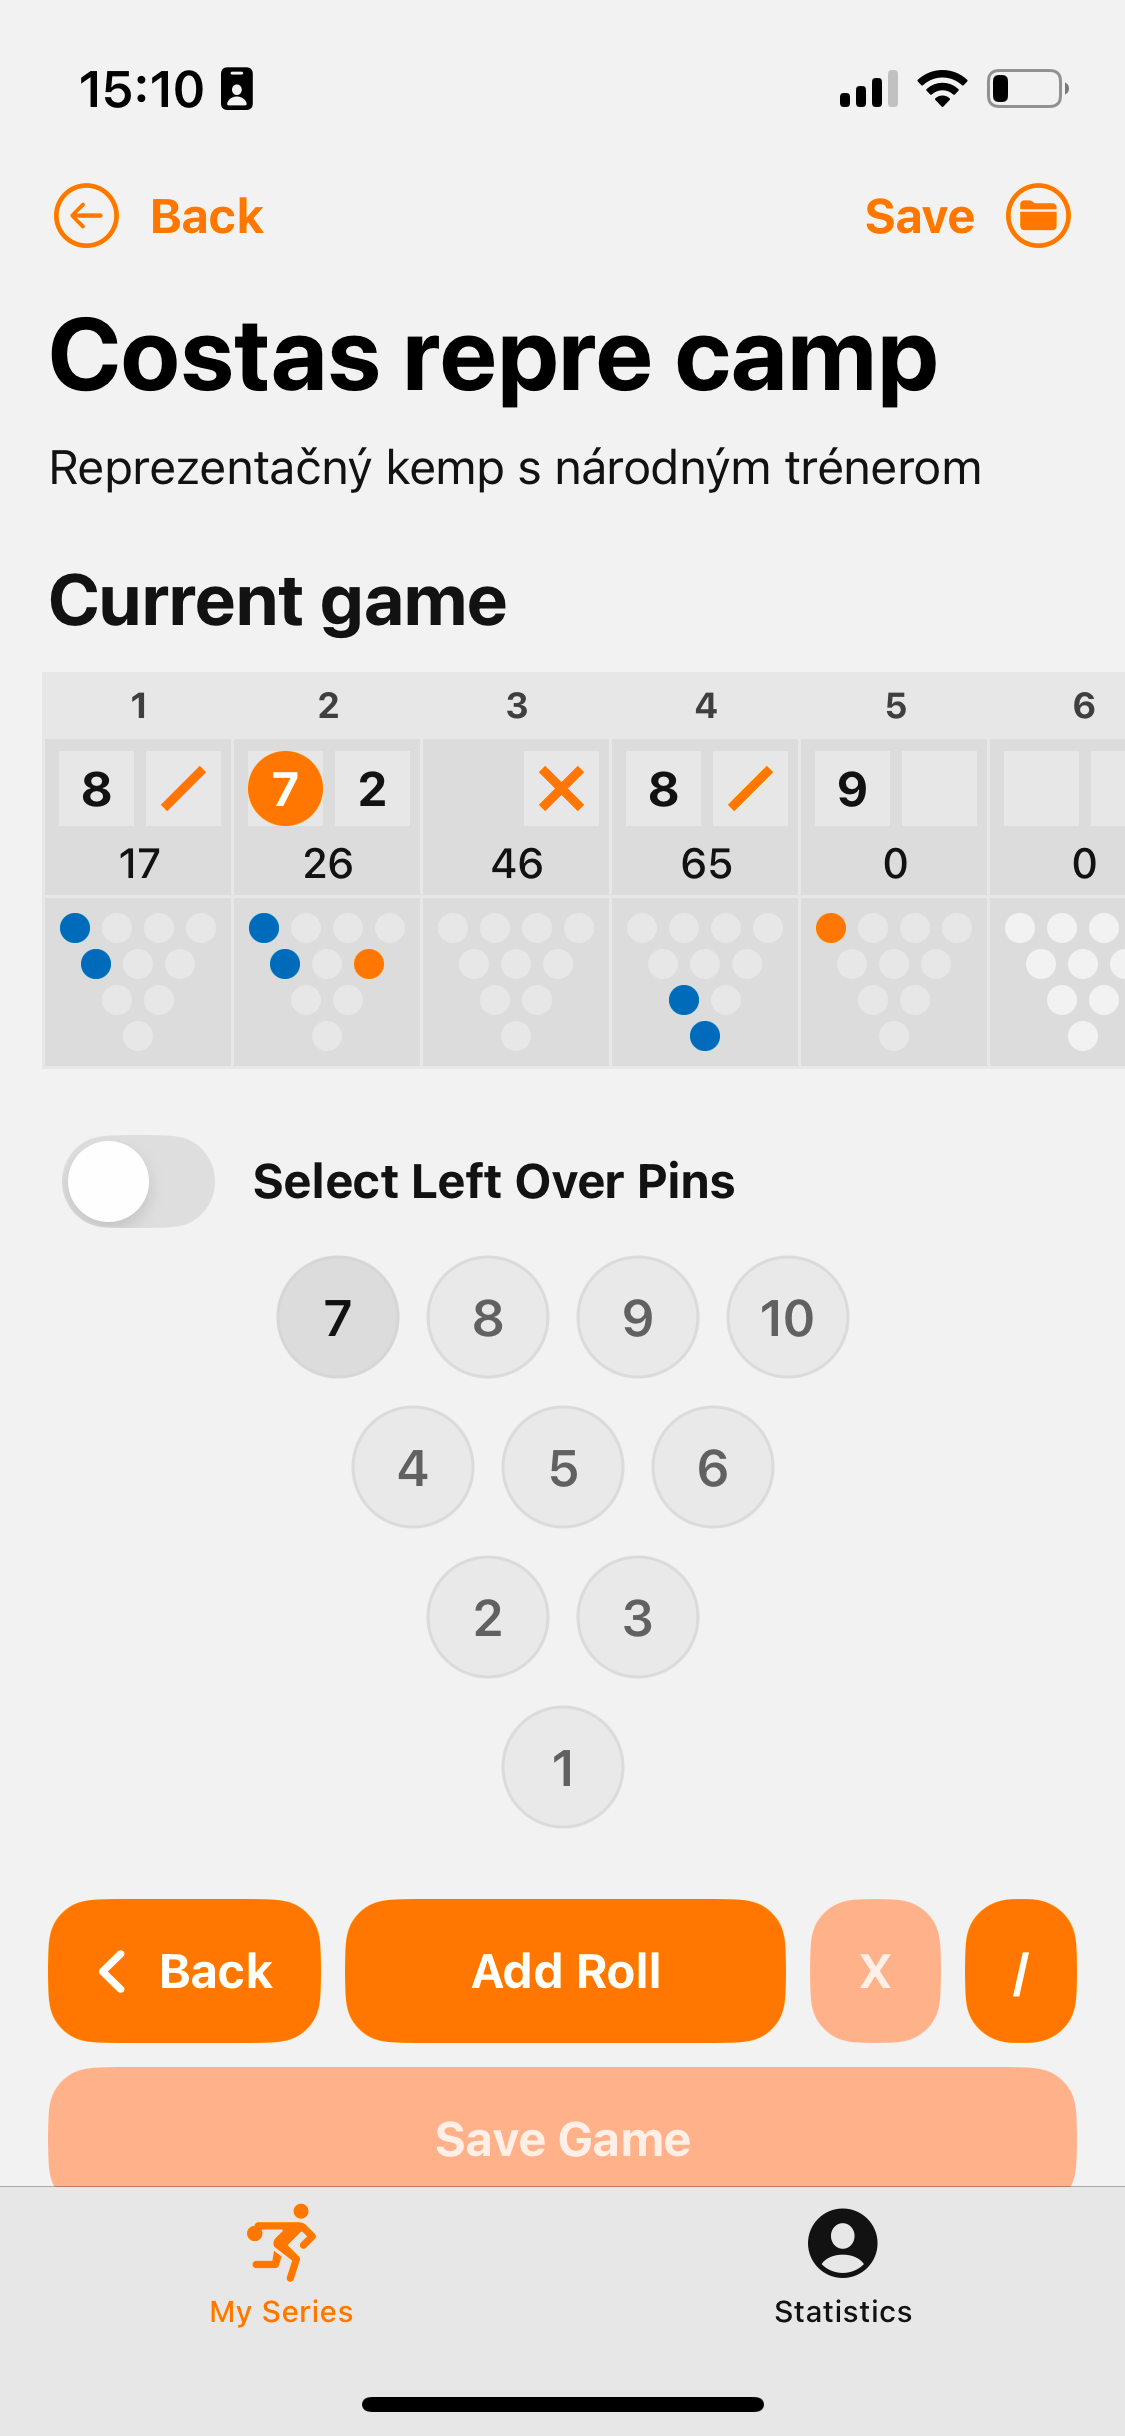 15:10
Back
Save
Costas repre camp
Reprezentačný kemp s národným trénerom
Current game
1 2 3 4 5 6
8 / 7 2 X 8 / 9
17 26 46 65 0 0
Select Left Over Pins
7 8 9 10
4 5 6
2 3
1
Back Add Roll X /
Save Game
My Series Statistics